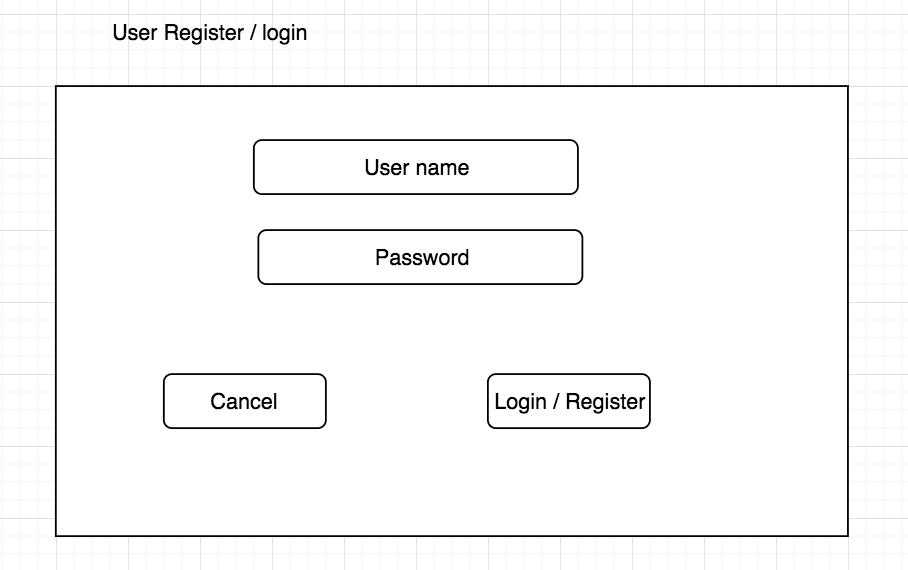 User Register / login
User name
Password
Cancel
Login / Register